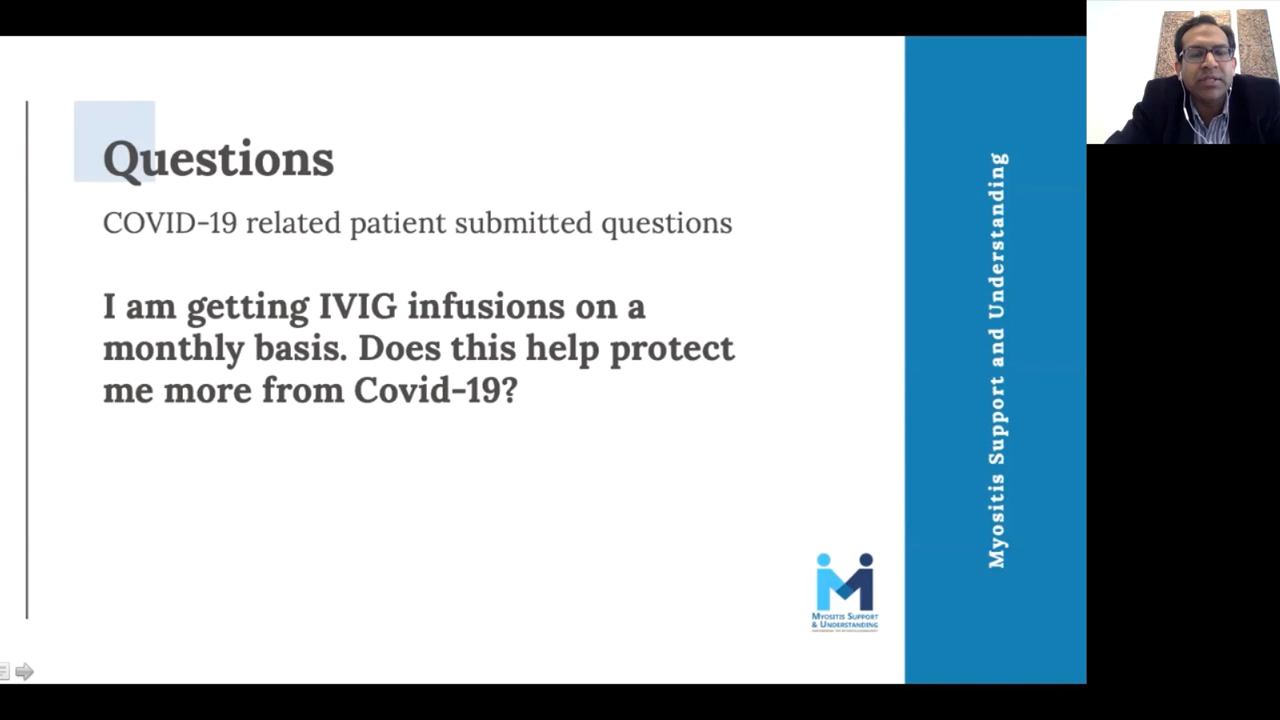 Questions
COVID-19 related patient submitted questions
I am getting IVIG infusions on a
monthly basis. Does this help protect
me more from Covid-19?
Myositis Support and Understanding
Myositis Support
& Understanding